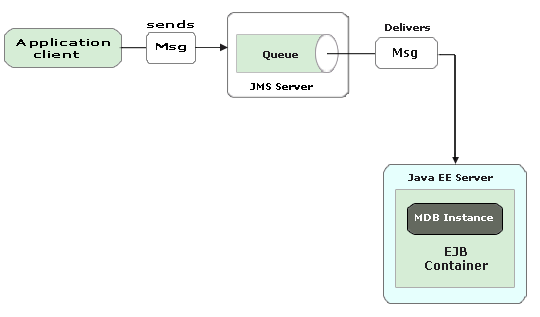 sends
Application
client
Msg
Queue
JMS Server
Delivers
Msg
Java EE Server
MDB Instance
EJB
Container